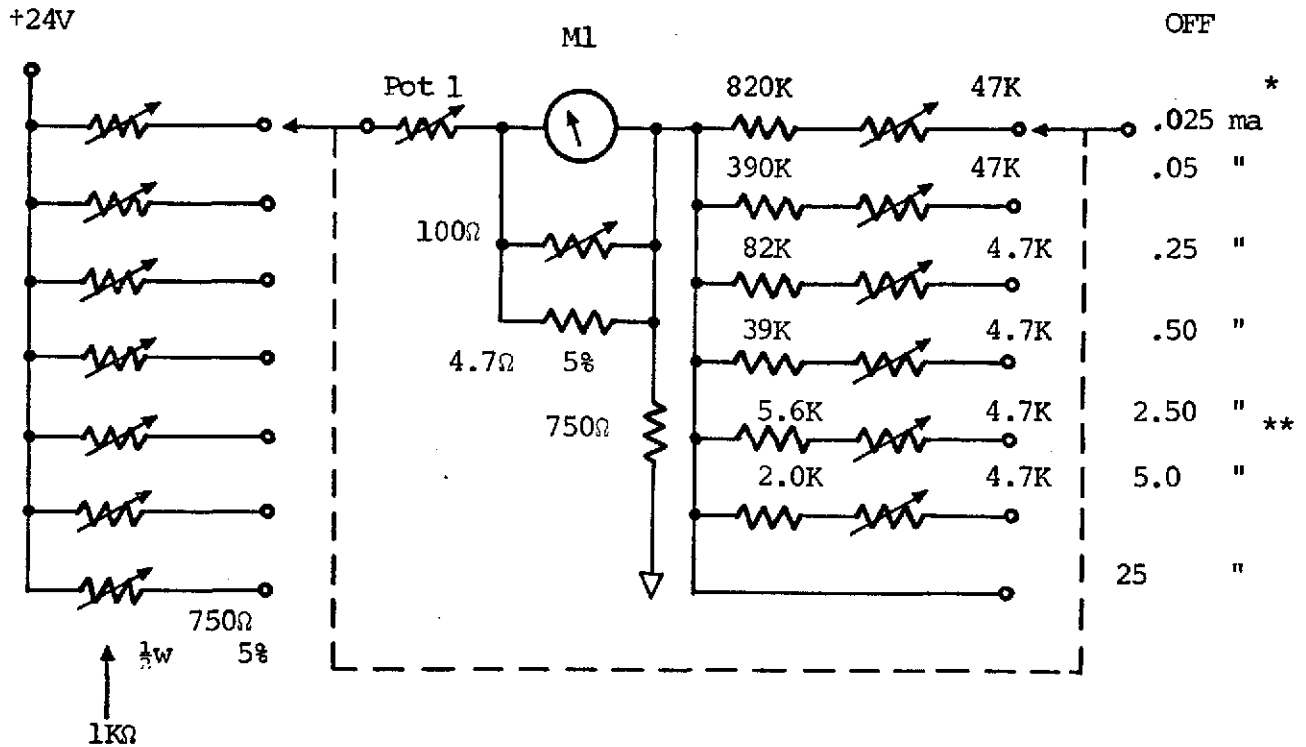 +24V
OFF
M1
Pot 1
820K 47K
*
.025 ma
390K 47K .05 "
100Ω
82K 4.7K .25 "
39K 4.7K .50 "
4.7Ω 5%
750Ω
5.6K 4.7K 2.50 "
**
2.0K 4.7K 5.0 "
25 "
750Ω
½w 5%
1KΩ